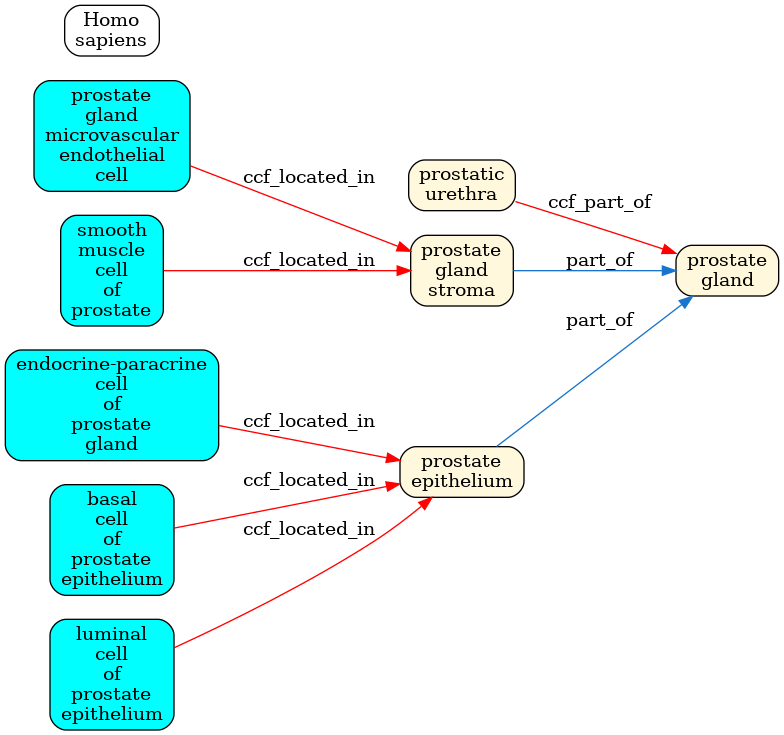 Homo
sapiens
prostate
gland
microvascular
endothelial
cell
ccf_located_in
prostatic
urethra
ccf_part_of
smooth
muscle
cell
of
prostate
ccf_located_in
prostate
gland
stroma
part_of
prostate
gland
part_of
endocrine-paracrine
cell
of
prostate
gland
ccf_located_in
prostate
epithelium
basal
cell
of
prostate
epithelium
ccf_located_in
luminal
cell
of
prostate
epithelium
ccf_located_in